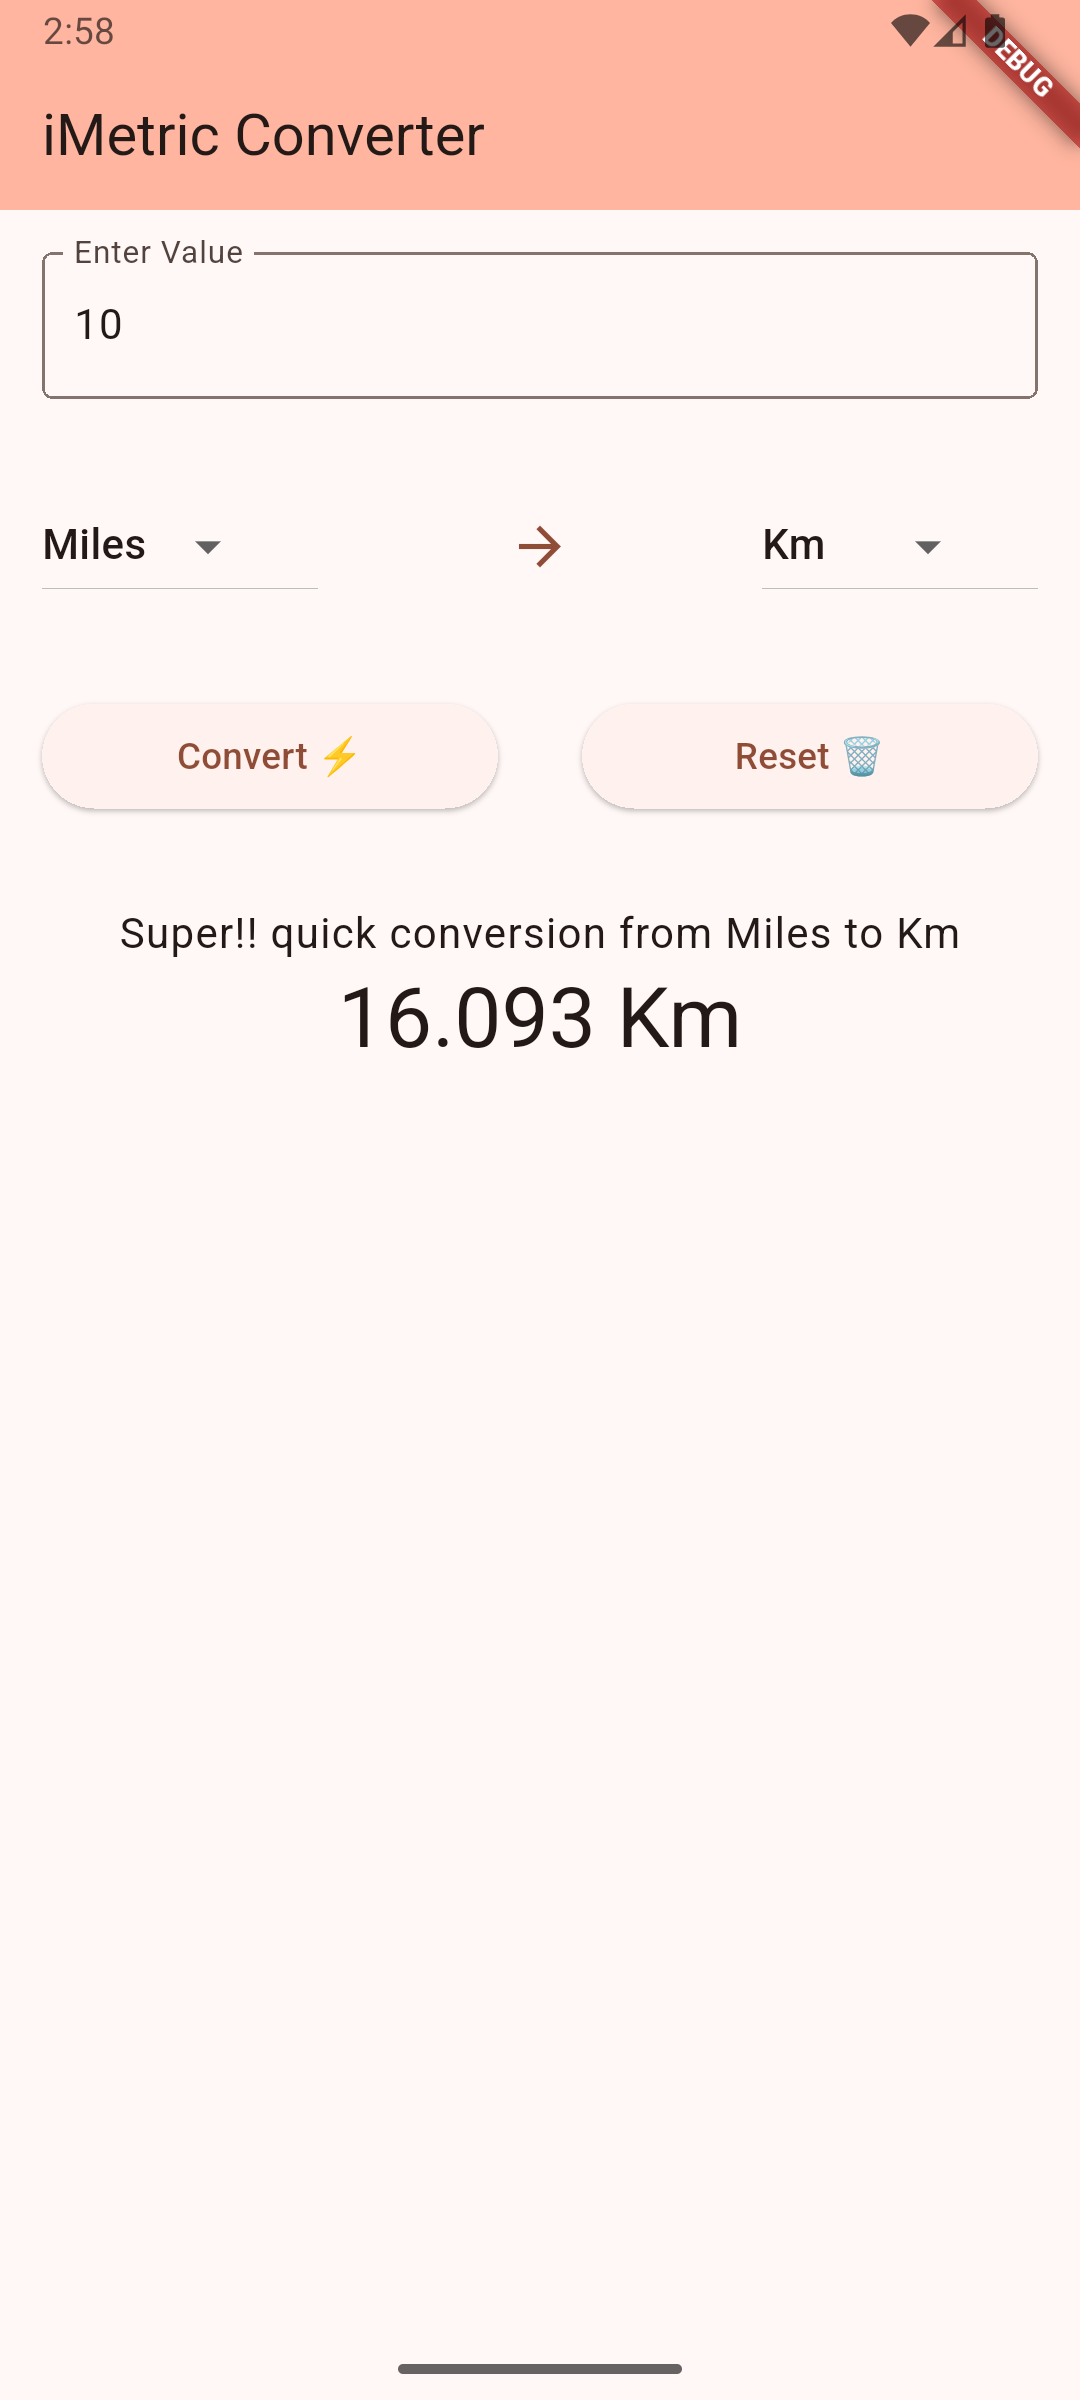 2:58
DEBUG
iMetric Converter
Enter Value
10
Miles
Km
Convert ⚡
Reset 🗑️
Super!! quick conversion from Miles to Km
16.093 Km